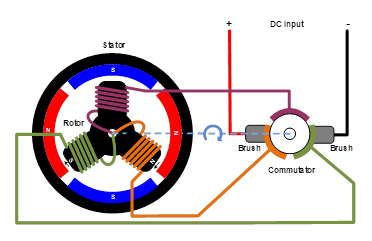 + DC Input -
Stator
S
Rotor
N
N
S
Brush
Brush
Commutator